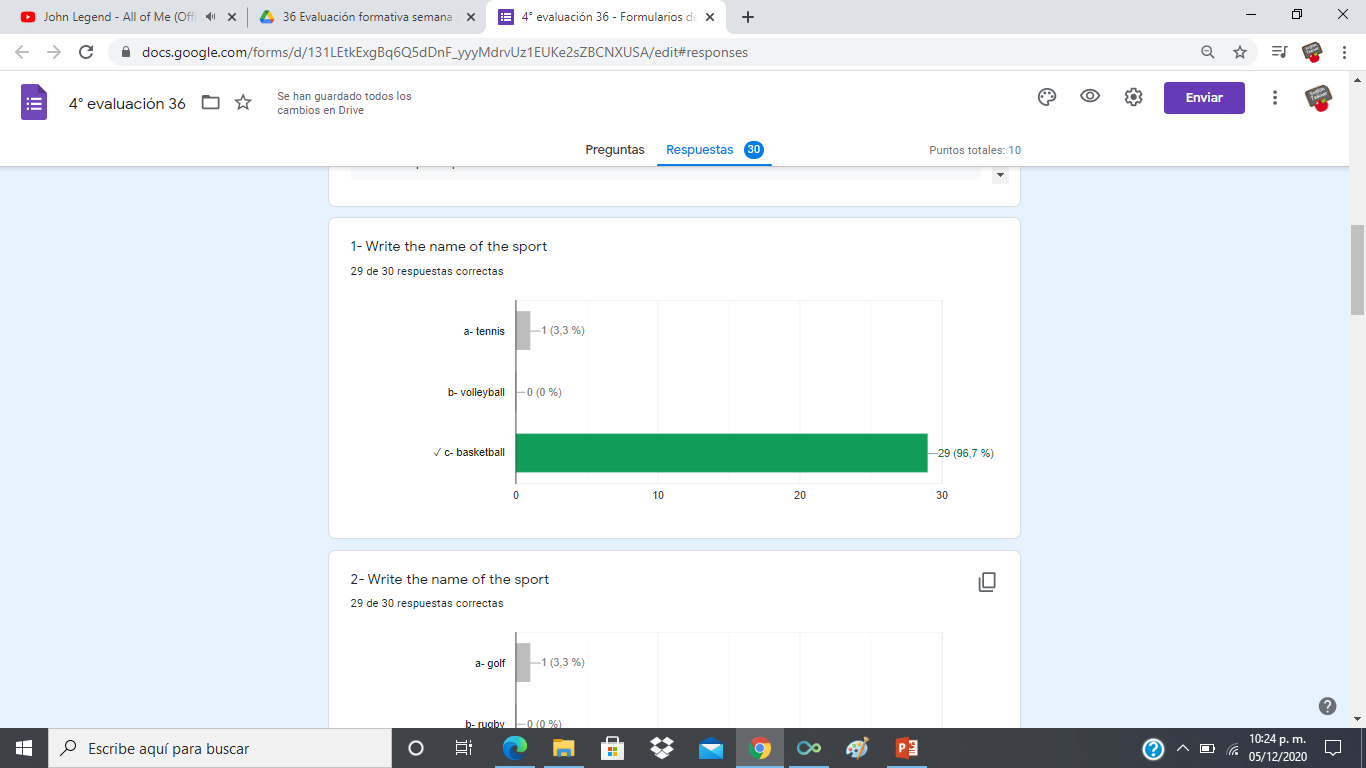 John Legend - All of Me (Offi
36 Evaluación formativa semana
4° evaluación 36 - Formularios de
docs.google.com/forms/d/131LEtkExgBq6Q5dDnF_yyyMdrvUz1EUKe2sZBCNXUSA/edit#responses
4° evaluación 36
Se han guardado todos los
cambios en Drive
Enviar
Preguntas
Respuestas 30
Puntos totales: 10
1- Write the name of the sport
29 de 30 respuestas correctas
a- tennis 1 (3,3 %)
b- volleyball 0 (0 %)
✓ c- basketball 29 (96,7 %)
0 10 20 30
2- Write the name of the sport
29 de 30 respuestas correctas
a- golf 1 (3,3 %)
b- rugby 0 (0 %)
Escribe aquí para buscar
10:24 p. m.
05/12/2020